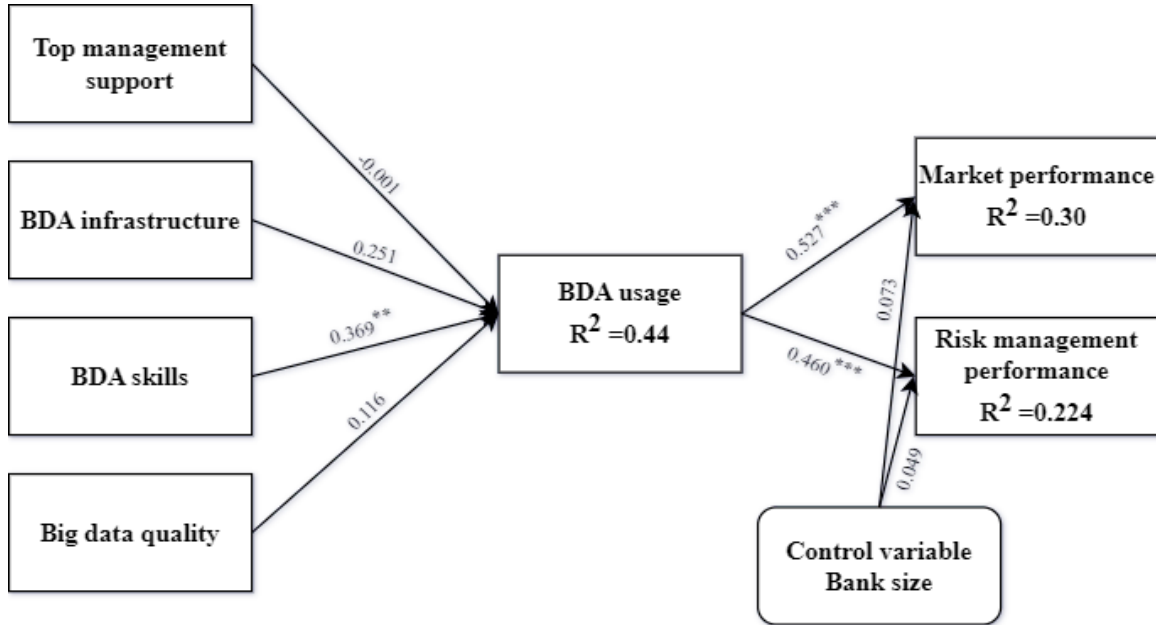 Top management
support
-0.001
BDA infrastructure
0.251
BDA skills
0.369**
Big data quality
0.116
BDA usage
R² =0.44
0.527***
0.460 ***
Market performance
R² =0.30
0.073
Risk management
performance
R² =0.224
0.049
Control variable
Bank size